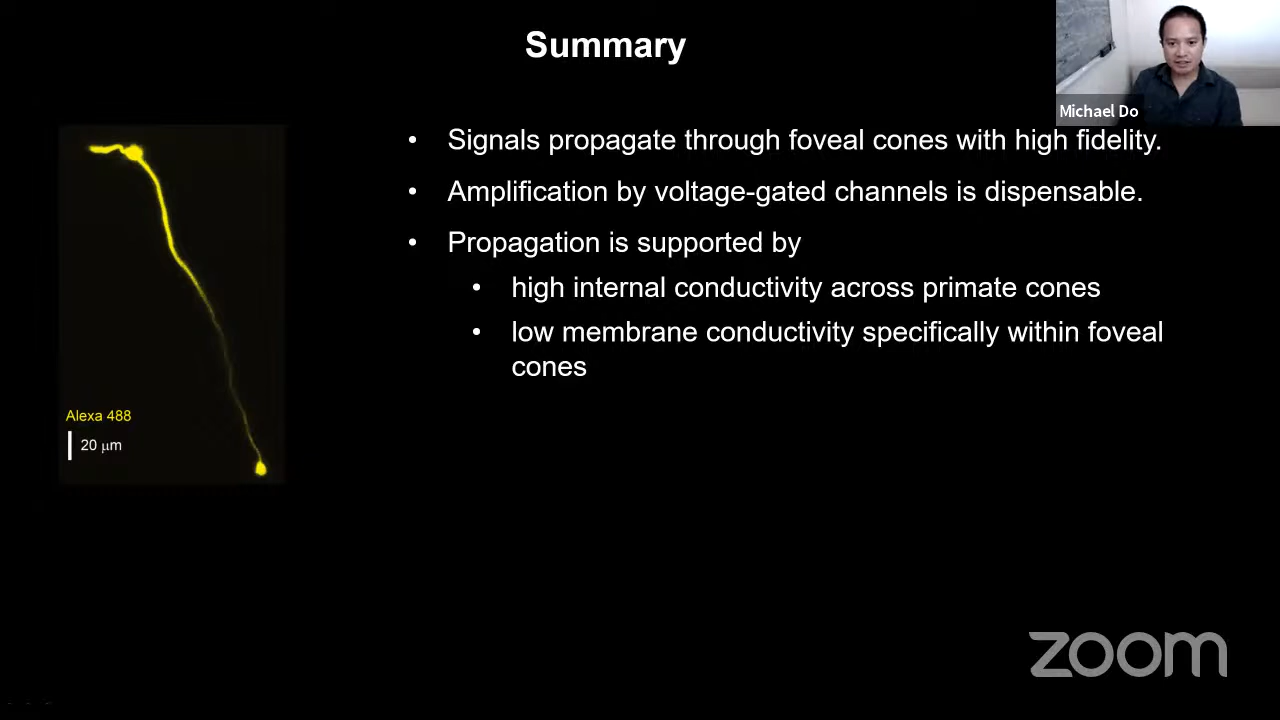 Summary
Michael Do
• Signals propagate through foveal cones with high fidelity.
• Amplification by voltage-gated channels is dispensable.
• Propagation is supported by
• high internal conductivity across primate cones
• low membrane conductivity specifically within foveal
cones
Alexa 488
20 μm
zoom